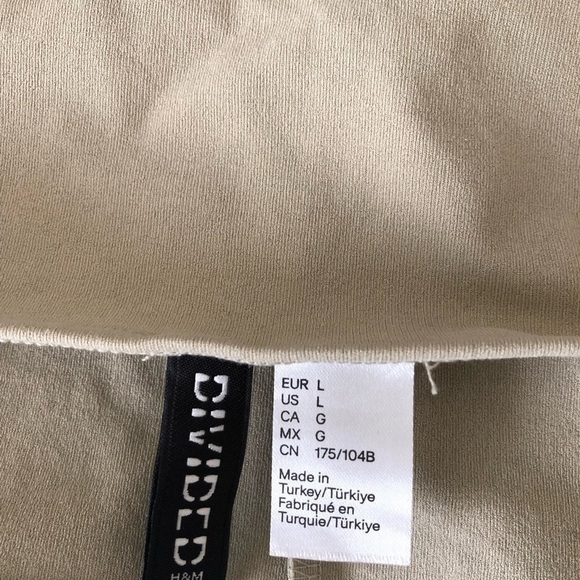 DIVIDED
H&M
EUR L
US L
CA G
MX G
CN 175/104B
Made in
Turkey/Türkiye
Fabriqué en
Turquie/Türkiye